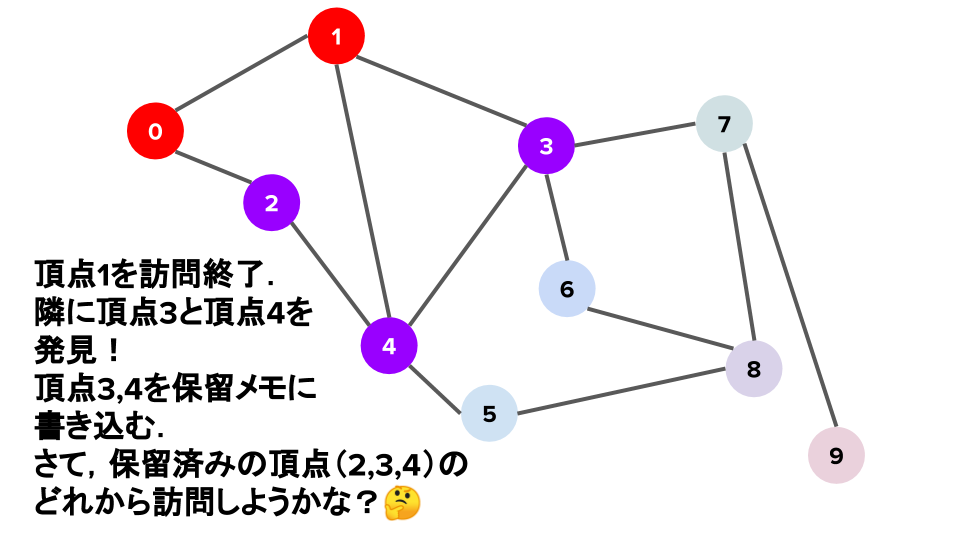 1
0
3
7
2
6
4
8
5
9
頂点1を訪問終了．
隣に頂点3と頂点4を
発見！
頂点3,4を保留メモに
書き込む．
さて，保留済みの頂点（2,3,4）の
どれから訪問しようかな？🤔